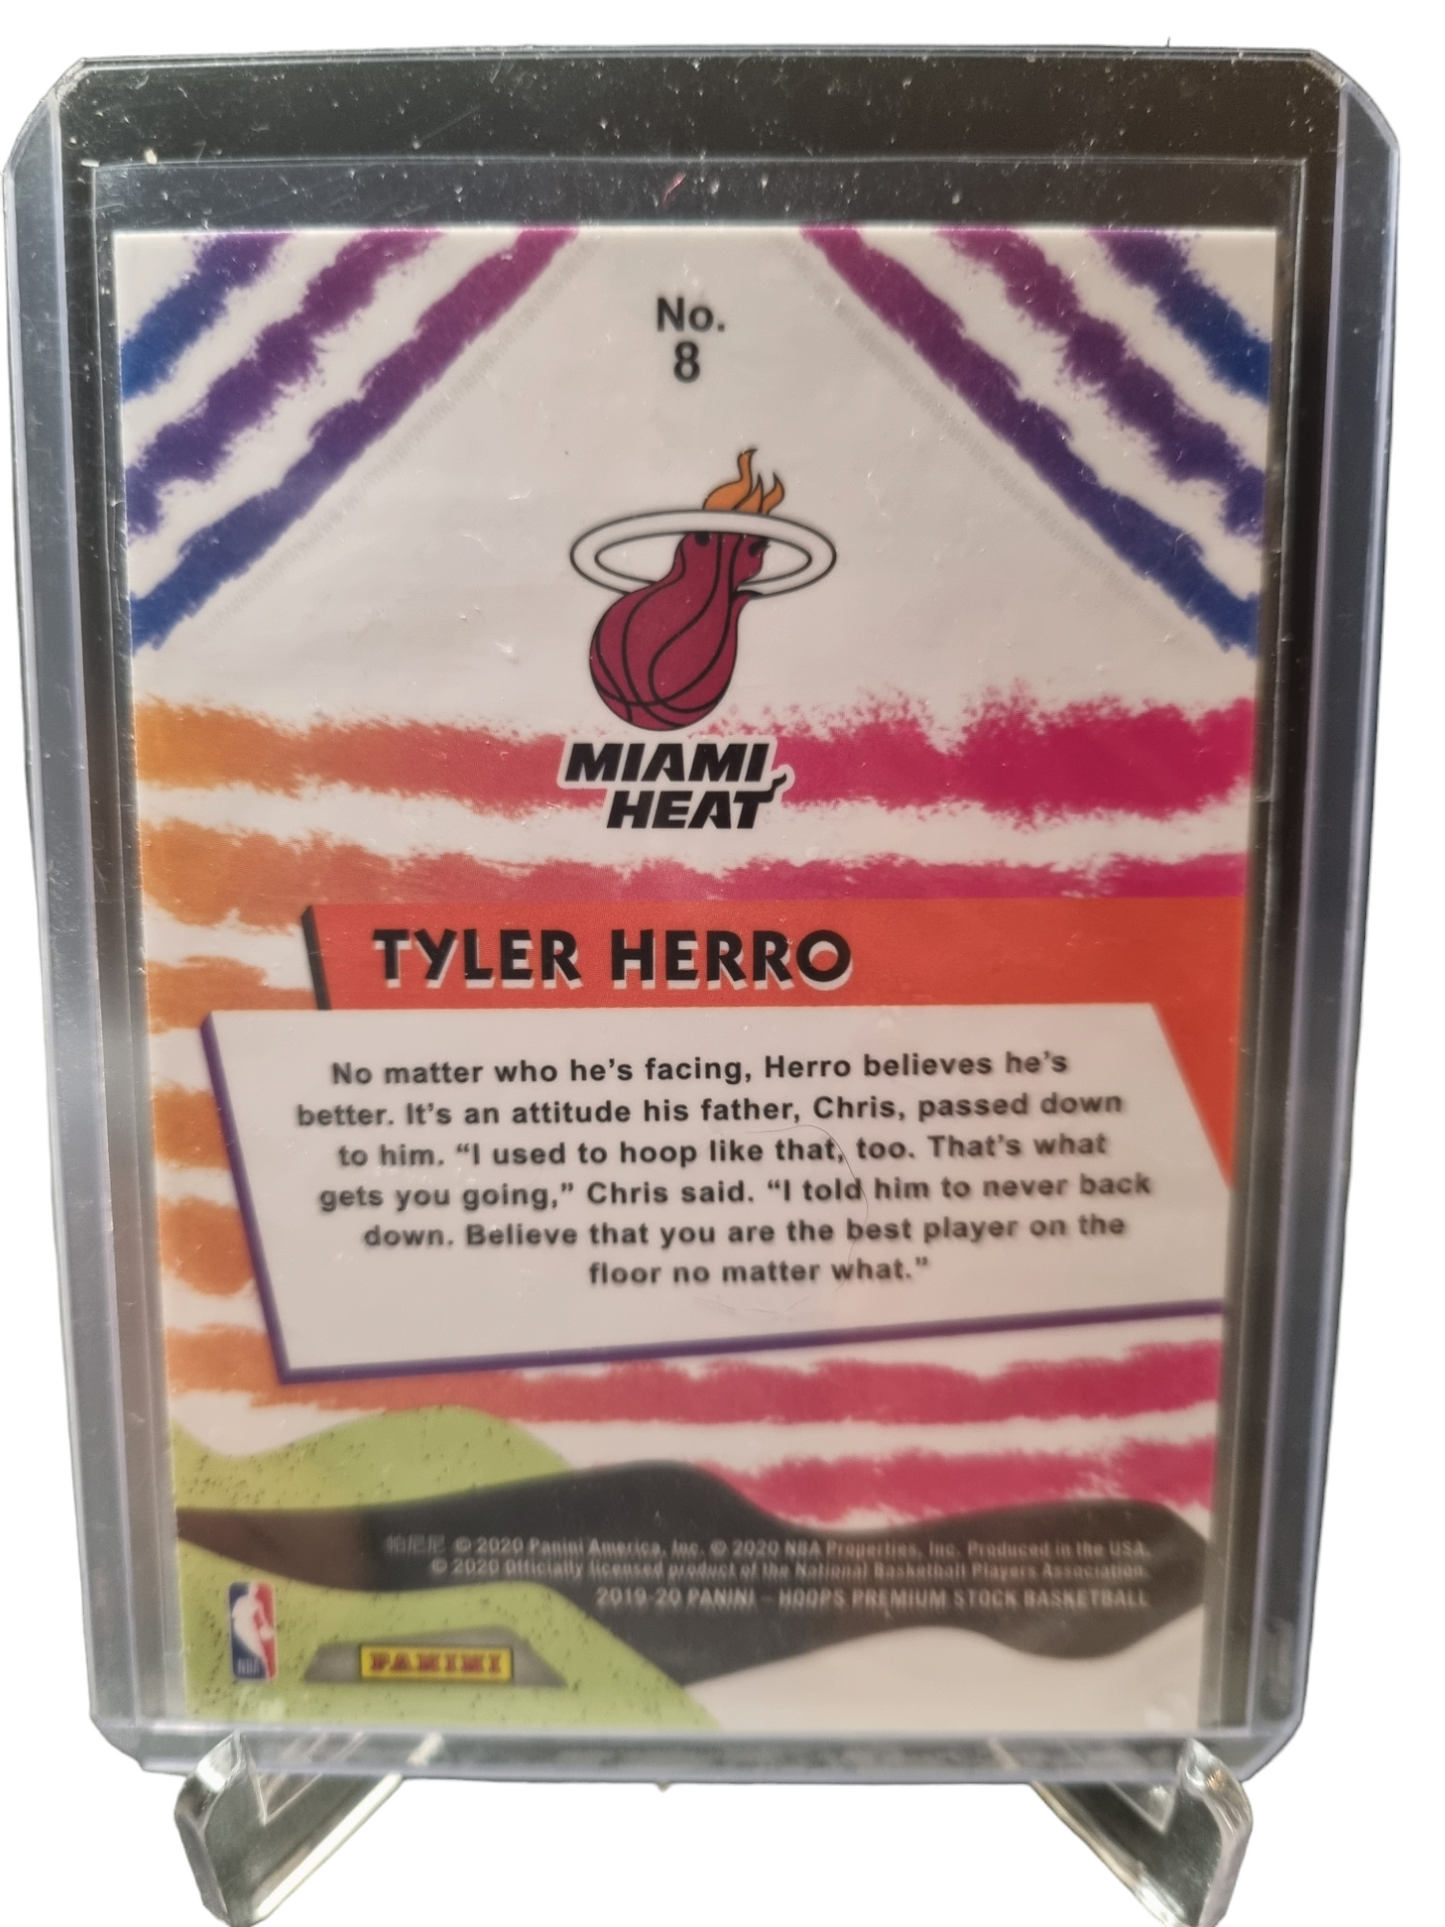 No.
8
MIAMI
HEAT
TYLER HERRO
No matter who he's facing, Herro believes he's
better. It's an attitude his father, Chris, passed down
to him. “I used to hoop like that, too. That's what
gets you going,” Chris said. “I told him to never back
down. Believe that you are the best player on the
floor no matter what.”
帕尼尼 © 2020 Panini America, Inc. © 2020 NBA Properties, Inc. Produced in the USA.
© 2020 Officially licensed product of the National Basketball Players Association.
2019-20 PANINI – HOOPS PREMIUM STOCK BASKETBALL
NBA
PANINI